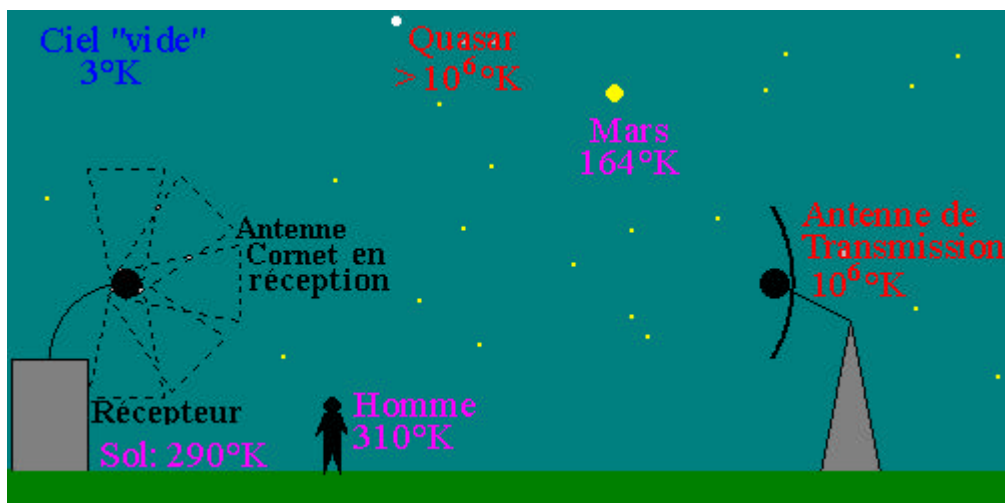 Ciel "vide"
3°K
Quasar
> 10⁶°K
Mars
164°K
Antenne
Cornet en
réception
Antenne de
Transmission
10⁶°K
Récepteur
Sol: 290°K
Homme
310°K